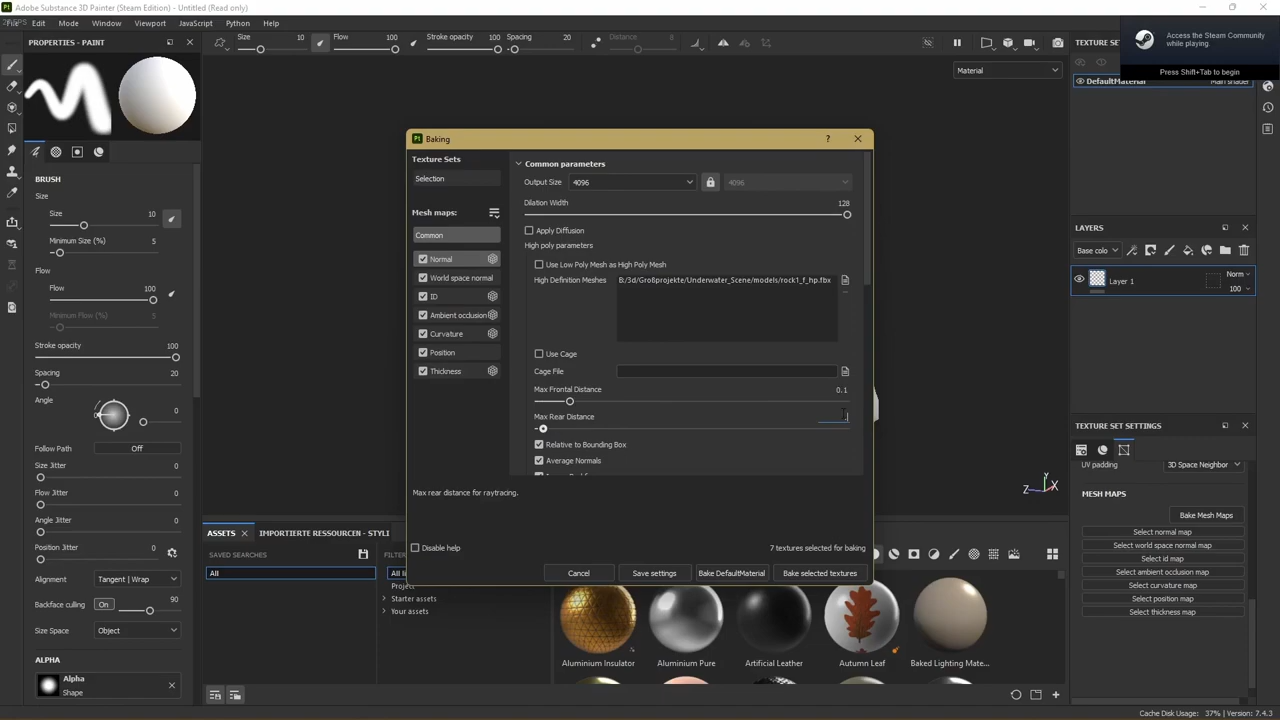 Adobe Substance 3D Painter (Steam Edition) - Untitled (Read only)
Edit Mode Window Viewport JavaScript Python Help
Size 10 Flow 100 Stroke opacity 100 Spacing 20 Distance 8
Access the Steam Community
while playing.
Press Shift+Tab to begin
PROPERTIES - PAINT
Material
TEXTURE SET
DefaultMaterial Main shader
BRUSH
Size
Size 10
Minimum Size (%) 5
Flow
Flow 100
Minimum Flow (%) 5
Stroke opacity 100
Spacing 20
Angle
0
Follow Path Off
Size Jitter 0
Flow Jitter 0
Angle Jitter 0
Position Jitter 0
Alignment Tangent | Wrap
Backface culling On 90
Size Space Object
ALPHA
Alpha
Shape
Baking
Texture Sets
Selection
Mesh maps:
Common
Normal
World space normal
ID
Ambient occlusion
Curvature
Position
Thickness
Common parameters
Output Size 4096 4096
Dilation Width 128
Apply Diffusion
High poly parameters
Use Low Poly Mesh as High Poly Mesh
High Definition Meshes B:/3d/Großprojekte/Underwater_Scene/models/rock1_f_hp.fbx
Use Cage
Cage File
Max Frontal Distance 0.1
Max Rear Distance
Relative to Bounding Box
Average Normals
Max rear distance for raytracing.
Disable help 7 textures selected for baking
Cancel Save settings Bake DefaultMaterial Bake selected textures
LAYERS
Base colo
Layer 1 Norm
100
TEXTURE SET SETTINGS
UV padding 3D Space Neighbor
MESH MAPS
Bake Mesh Maps
Select normal map
Select world space normal map
Select id map
Select ambient occlusion map
Select curvature map
Select position map
Select thickness map
Z Y X
ASSETS IMPORTIERTE RESSOURCEN - STYLI
SAVED SEARCHES
All
FILTER
All li
Project
Starter assets
Your assets
Aluminium Insulator
Aluminium Pure
Artificial Leather
Autumn Leaf
Baked Lighting Mate...
Cache Disk Usage: 37% | Version: 7.4.3